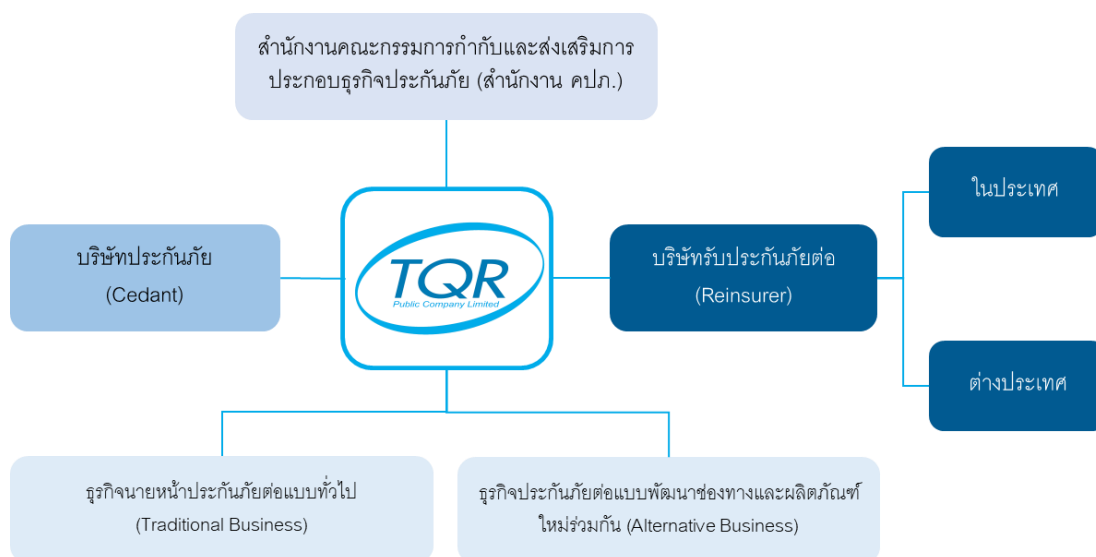 สำนักงานคณะกรรมการกำกับและส่งเสริมการ
ประกอบธุรกิจประกันภัย (สำนักงาน คปภ.)
บริษัทประกันภัย
(Cedant)
TQR
Public Company Limited
บริษัทรับประกันภัยต่อ
(Reinsurer)
ในประเทศ
ต่างประเทศ
ธุรกิจนายหน้าประกันภัยต่อแบบทั่วไป
(Traditional Business)
ธุรกิจประกันภัยต่อแบบพัฒนาช่องทางและผลิตภัณฑ์
ใหม่ร่วมกัน (Alternative Business)